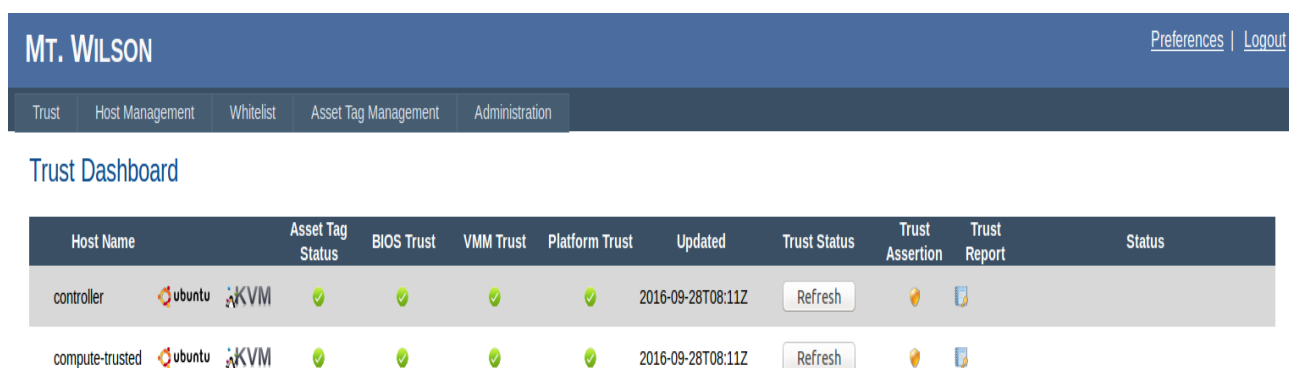 MT. WILSON
Preferences | Logout
Trust Host Management Whitelist Asset Tag Management Administration
Trust Dashboard
Host Name Asset Tag Status BIOS Trust VMM Trust Platform Trust Updated Trust Status Trust Assertion Trust Report Status
controller ubuntu KVM 2016-09-28T08:11Z Refresh
compute-trusted ubuntu KVM 2016-09-28T08:11Z Refresh